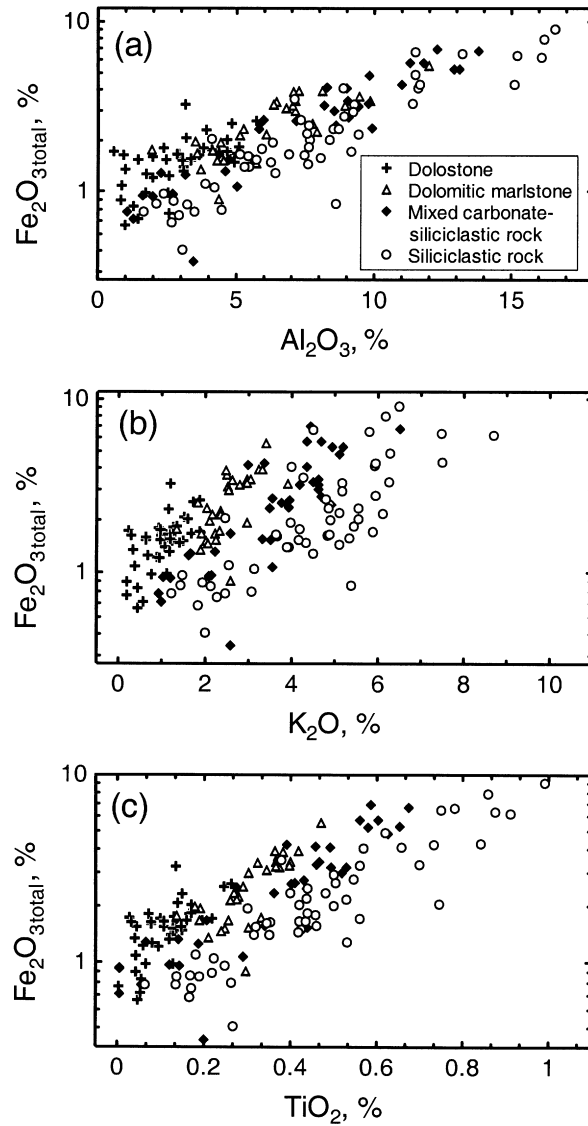 (a)
10
1
Fe₂O₃total, %
Dolostone
Dolomitic marlstone
Mixed carbonate-
siliciclastic rock
Siliciclastic rock
0 5 10 15
Al₂O₃, %
(b)
10
1
Fe₂O₃total, %
0 2 4 6 8 10
K₂O, %
(c)
10
1
Fe₂O₃total, %
0 0.2 0.4 0.6 0.8 1
TiO₂, %